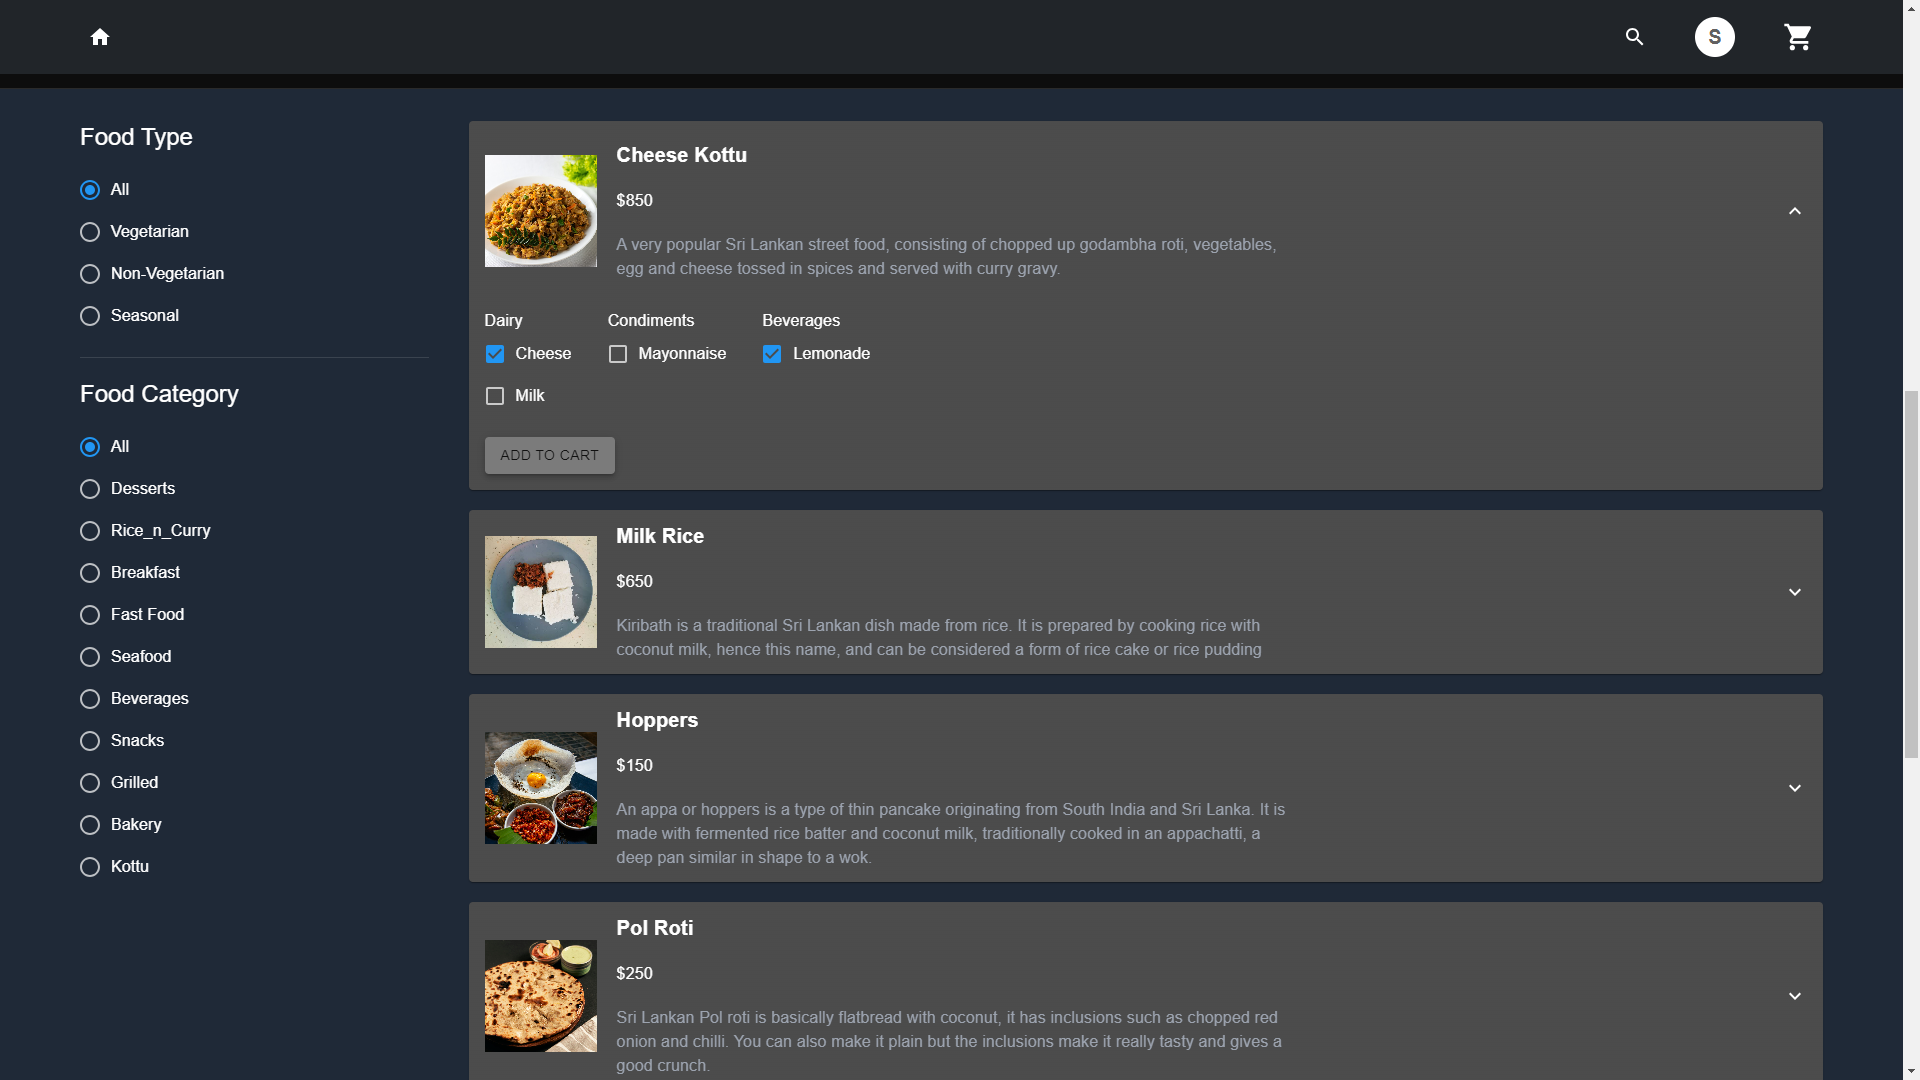 S
Food Type
All
Vegetarian
Non-Vegetarian
Seasonal
Food Category
All
Desserts
Rice_n_Curry
Breakfast
Fast Food
Seafood
Beverages
Snacks
Grilled
Bakery
Kottu
Cheese Kottu
$850
A very popular Sri Lankan street food, consisting of chopped up godambha roti, vegetables,
egg and cheese tossed in spices and served with curry gravy.
Dairy
Cheese
Milk
Condiments
Mayonnaise
Beverages
Lemonade
ADD TO CART
Milk Rice
$650
Kiribath is a traditional Sri Lankan dish made from rice. It is prepared by cooking rice with
coconut milk, hence this name, and can be considered a form of rice cake or rice pudding
Hoppers
$150
An appa or hoppers is a type of thin pancake originating from South India and Sri Lanka. It is
made with fermented rice batter and coconut milk, traditionally cooked in an appachatti, a
deep pan similar in shape to a wok.
Pol Roti
$250
Sri Lankan Pol roti is basically flatbread with coconut, it has inclusions such as chopped red
onion and chilli. You can also make it plain but the inclusions make it really tasty and gives a
good crunch.